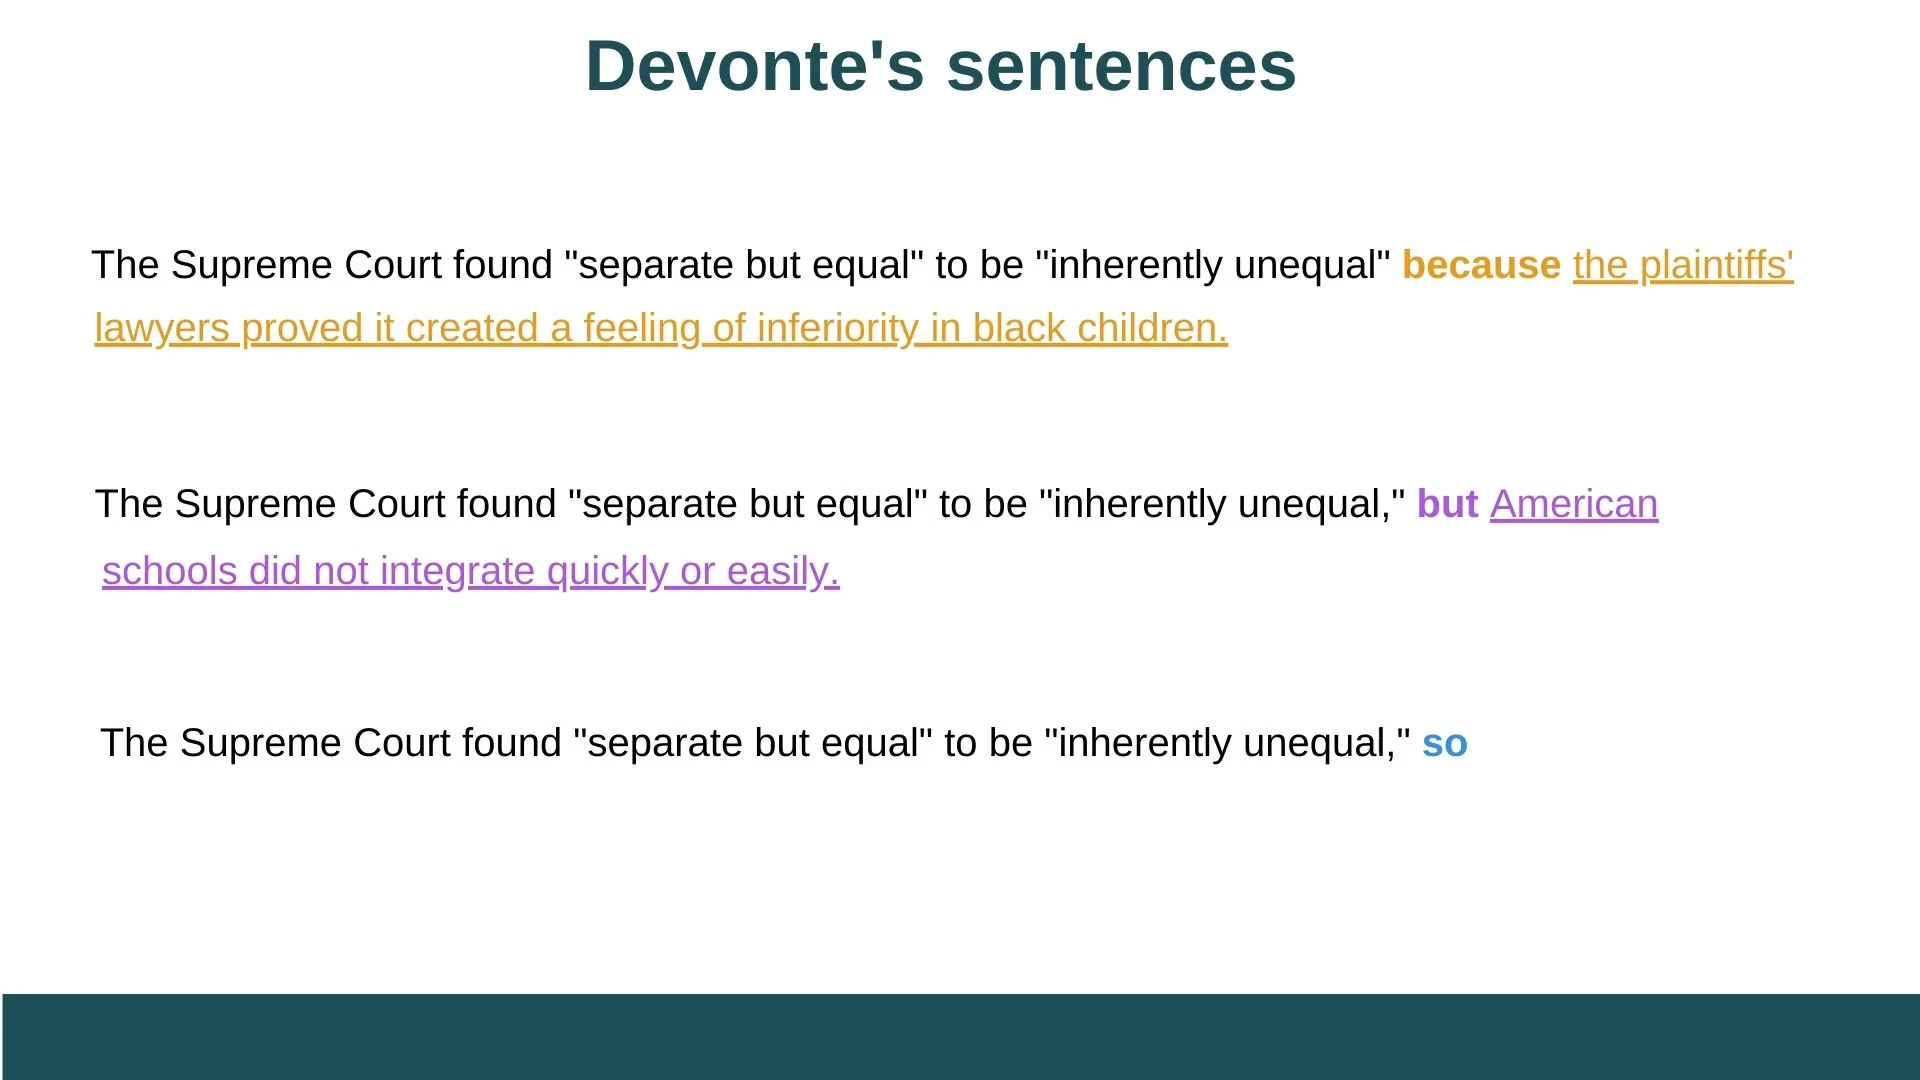 Devonte's sentences
The Supreme Court found "separate but equal" to be "inherently unequal" because the plaintiffs'
lawyers proved it created a feeling of inferiority in black children.
The Supreme Court found "separate but equal" to be "inherently unequal," but American
schools did not integrate quickly or easily.
The Supreme Court found "separate but equal" to be "inherently unequal," so